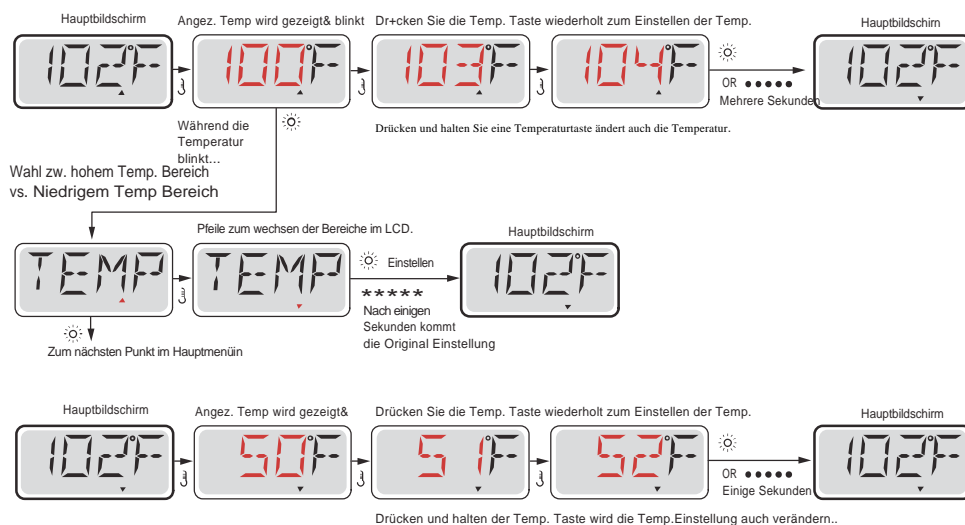 Hauptbildschirm
Angez. Temp wird gezeigt& blinkt
Dr+cken Sie die Temp. Taste wiederholt zum Einstellen der Temp.
Hauptbildschirn
102°F
100°F
103°F
104°F
OR •••••
Mehrere Sekunden
102°F
Während die
Temperatur
blinkt...
Drücken und halten Sie eine Temperaturtaste ändert auch die Temperatur.
Wahl zw. hohem Temp. Bereich
vs. Niedrigem Temp Bereich
Pfeile zum wechsen der Bereiche im LCD.
Hauptbildschirm
TEMP
TEMP
Einstellen
*****
Nach einigen
Sekunden kommt
die Original Einstellung
102°F
Zum nächsten Punkt im Hauptmenüin
Hauptbildschirm
Angez. Temp wird gezeigt&
Drücken Sie die Temp. Taste wiederholt zum Einstellen der Temp.
Hauptbildschirm
102°F
50°F
51°F
52°F
OR •••••
Einige Sekunden
102°F
Drücken und halten der Temp. Taste wird die Temp.Einstellung auch verändern..